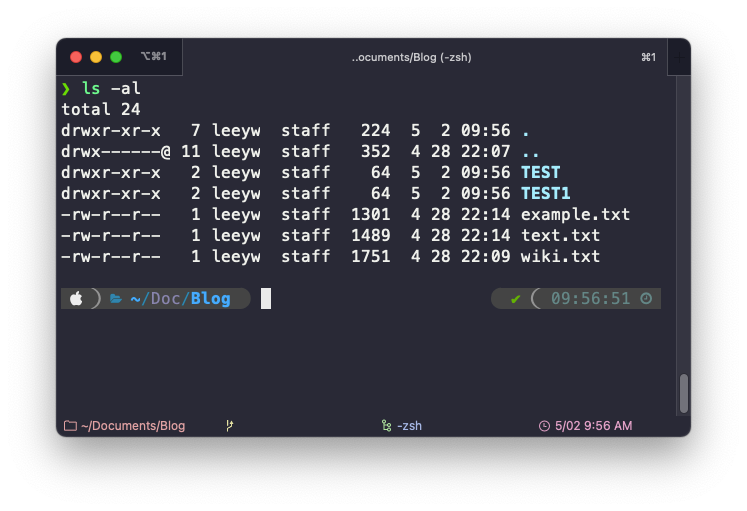 ⌥⌘1 ..ocuments/Blog (-zsh) ⌘1
❯ ls -al
total 24
drwxr-xr-x   7 leeyw  staff   224  5  2 09:56 .
drwx------@ 11 leeyw  staff   352  4 28 22:07 ..
drwxr-xr-x   2 leeyw  staff    64  5  2 09:56 TEST
drwxr-xr-x   2 leeyw  staff    64  5  2 09:56 TEST1
-rw-r--r--   1 leeyw  staff  1301  4 28 22:14 example.txt
-rw-r--r--   1 leeyw  staff  1489  4 28 22:14 text.txt
-rw-r--r--   1 leeyw  staff  1751  4 28 22:09 wiki.txt
~/Doc/Blog ✔ 09:56:51
~/Documents/Blog -zsh 5/02 9:56 AM